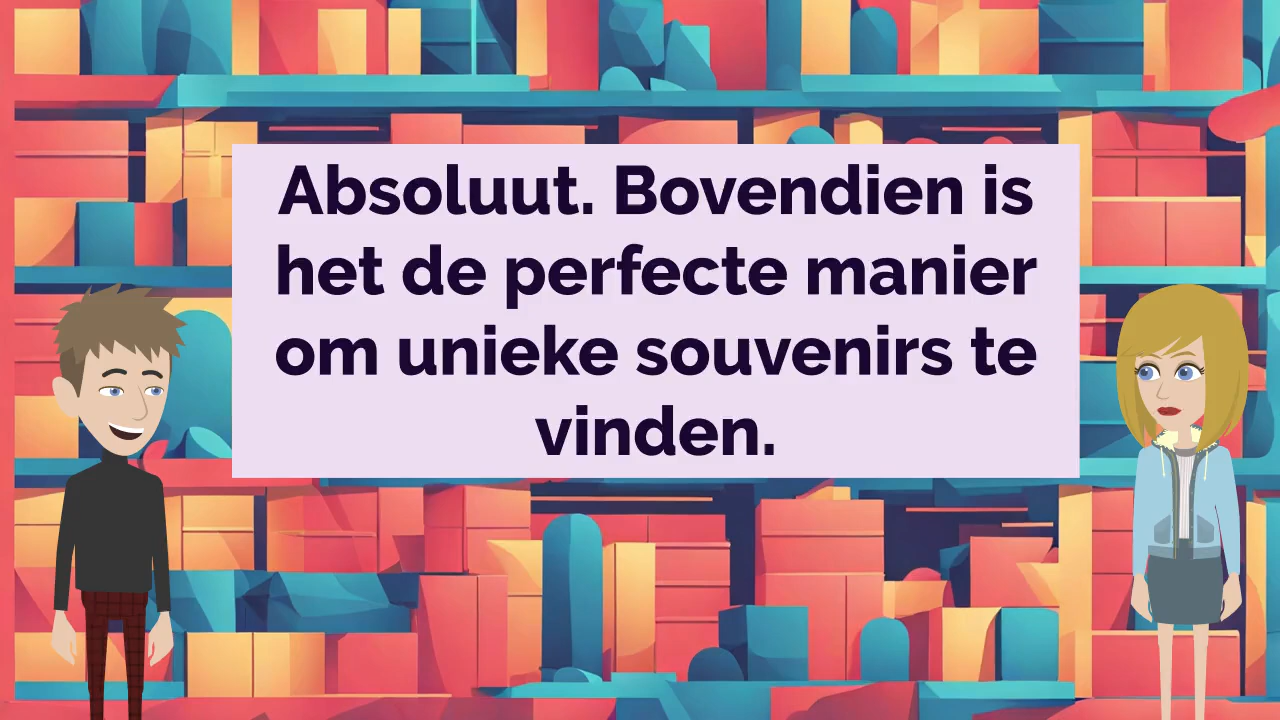 Absoluut. Bovendien is
het de perfecte manier
om unieke souvenirs te
vinden.